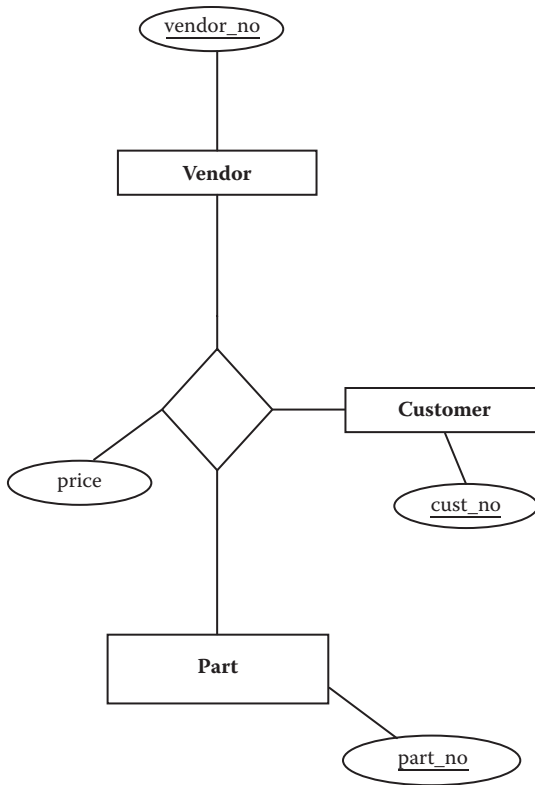 vendor_no
Vendor
Customer
price
cust_no
Part
part_no